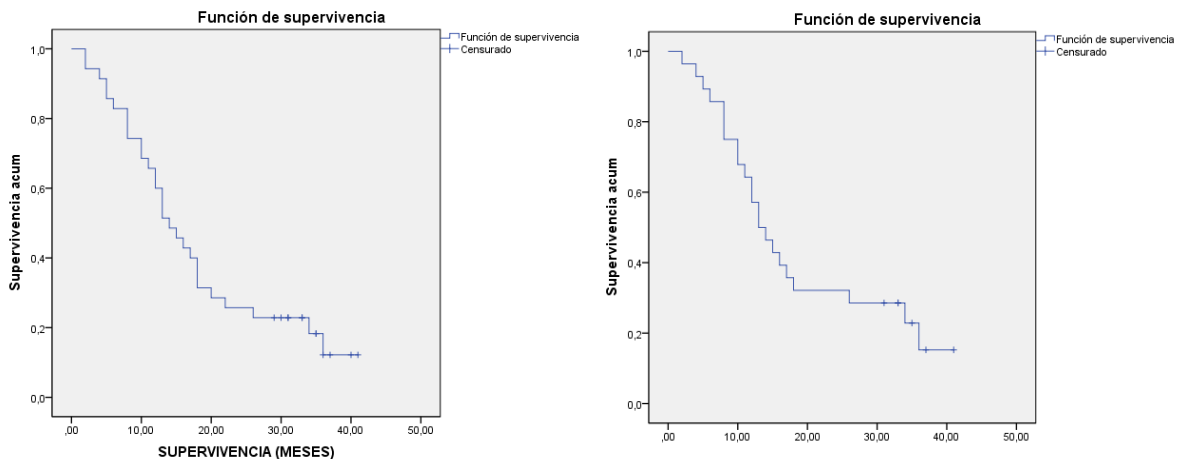 Función de supervivencia
Función de supervivencia
Censurado
1,0
0,8
0,6
0,4
0,2
0,0
Supervivencia acum
,00
10,00
20,00
30,00
40,00
50,00
SUPERVIVENCIA (MESES)
Función de supervivencia
Función de supervivencia
Censurado
1,0
0,8
0,6
0,4
0,2
0,0
Supervivencia acum
,00
10,00
20,00
30,00
40,00
50,00